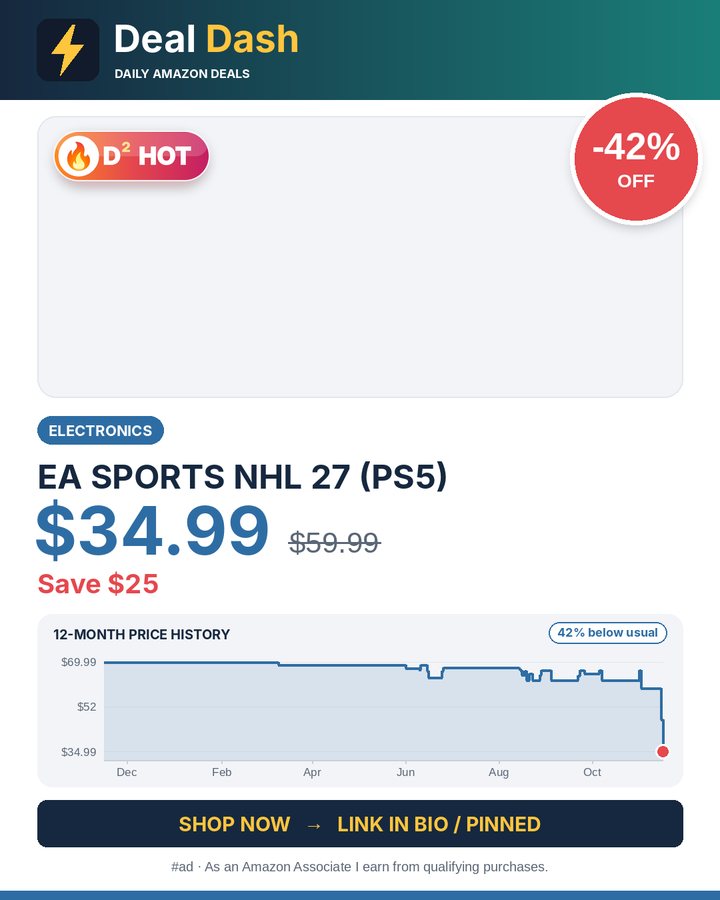 Deal Dash
DAILY AMAZON DEALS
-42%
OFF
D² HOT
ELECTRONICS
EA SPORTS NHL 27 (PS5)
$34.99 $59.99
Save $25
12-MONTH PRICE HISTORY
42% below usual
$69.99
$52
$34.99
Dec Feb Apr Jun Aug Oct
SHOP NOW → LINK IN BIO / PINNED
#ad · As an Amazon Associate I earn from qualifying purchases.